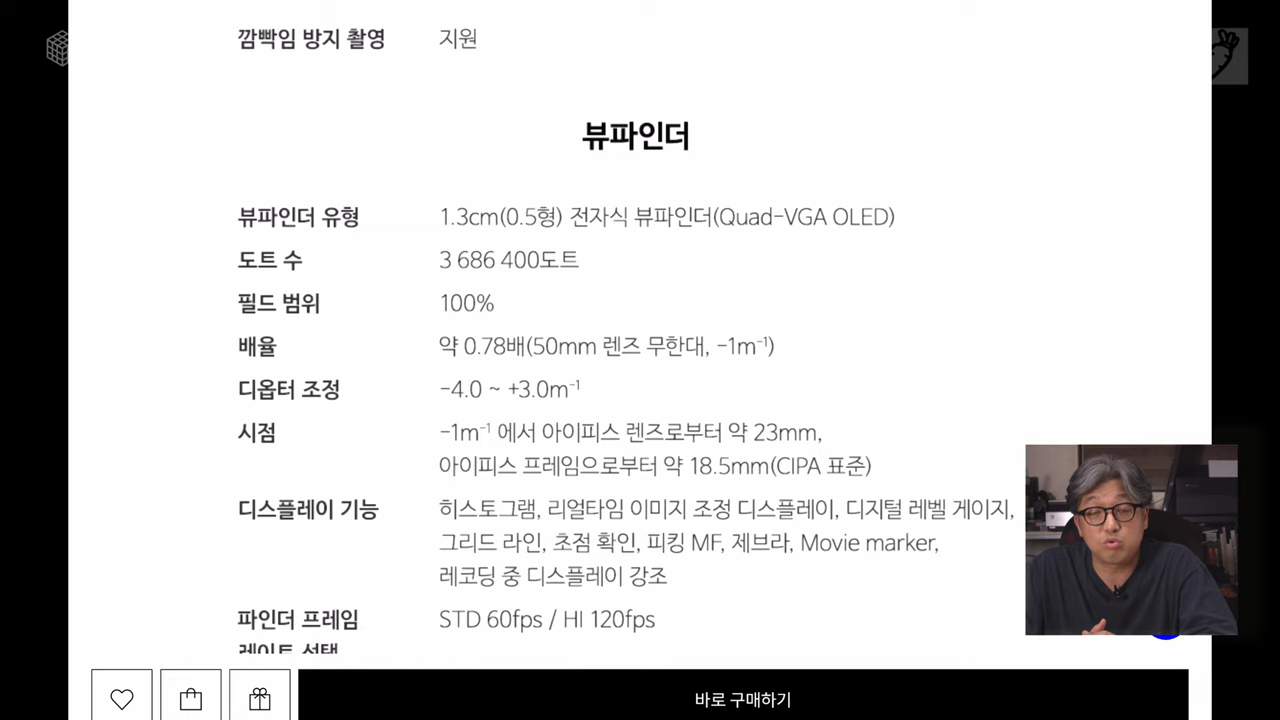 깜빡임 방지 촬영 지원
뷰파인더
뷰파인더 유형 1.3cm(0.5형) 전자식 뷰파인더(Quad-VGA OLED)
도트 수 3 686 400도트
필드 범위 100%
배율 약 0.78배(50mm 렌즈 무한대, -1m⁻¹)
디옵터 조정 -4.0 ~ +3.0m⁻¹
시점 -1m⁻¹ 에서 아이피스 렌즈로부터 약 23mm,
아이피스 프레임으로부터 약 18.5mm(CIPA 표준)
디스플레이 기능 히스토그램, 리얼타임 이미지 조정 디스플레이, 디지털 레벨 게이지,
그리드 라인, 초점 확인, 피킹 MF, 제브라, Movie marker,
레코딩 중 디스플레이 강조
파인더 프레임 STD 60fps / HI 120fps
레이트 선택
바로 구매하기